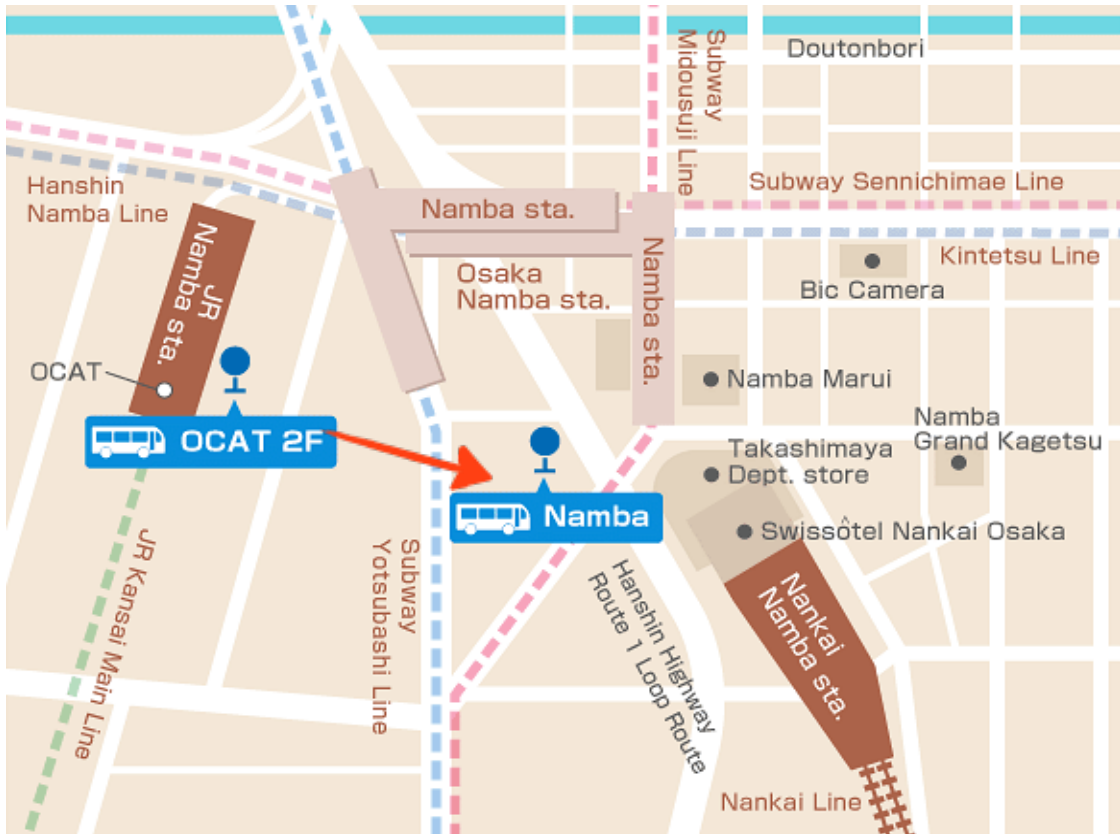 Doutonbori
Subway
Midousuji Line
Hanshin
Namba Line
Subway Sennichimae Line
Namba sta.
Kintetsu Line
JR
Namba sta.
Osaka
Namba sta.
Namba sta.
Bic Camera
OCAT
Namba Marui
OCAT 2F
Namba
Grand Kagetsu
Takashimaya
Dept. store
Namba
Swissôtel Nankai Osaka
JR Kansai Main Line
Subway
Yotsubashi Line
Hanshin Highway
Route 1 Loop Route
Nankai
Namba sta.
Nankai Line